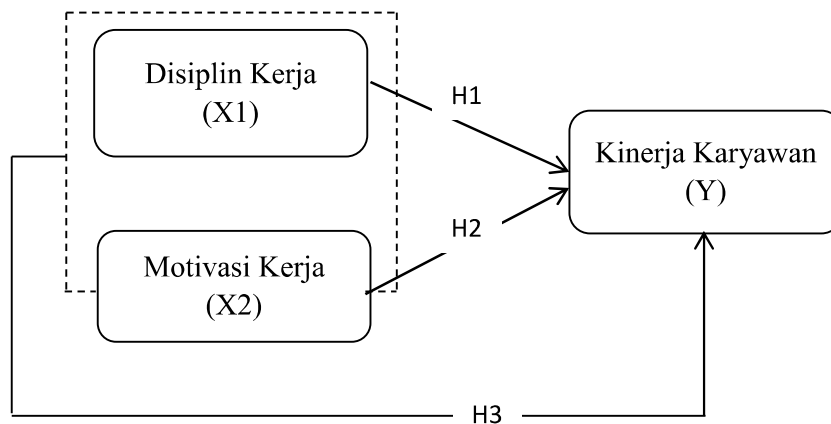 Disiplin Kerja
(X1)
H1
Kinerja Karyawan
(Y)
H2
Motivasi Kerja
(X2)
H3